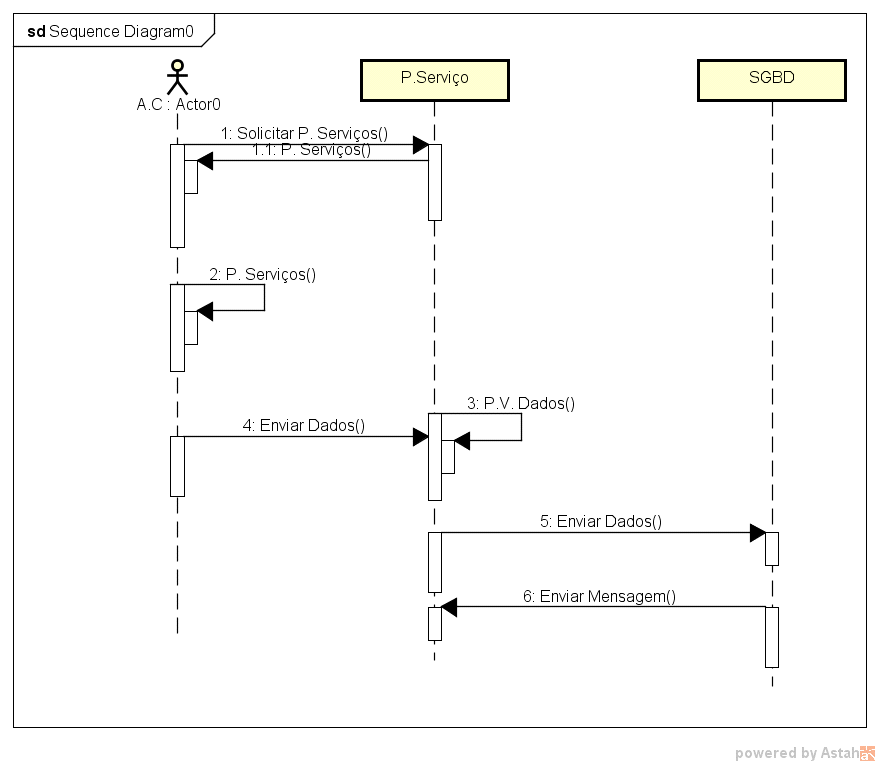 sd Sequence Diagram0
A.C : Actor0
P.Serviço
SGBD
1: Solicitar P. Serviços()
1.1: P. Serviços()
2: P. Serviços()
3: P.V. Dados()
4: Enviar Dados()
5: Enviar Dados()
6: Enviar Mensagem()
powered by Astah